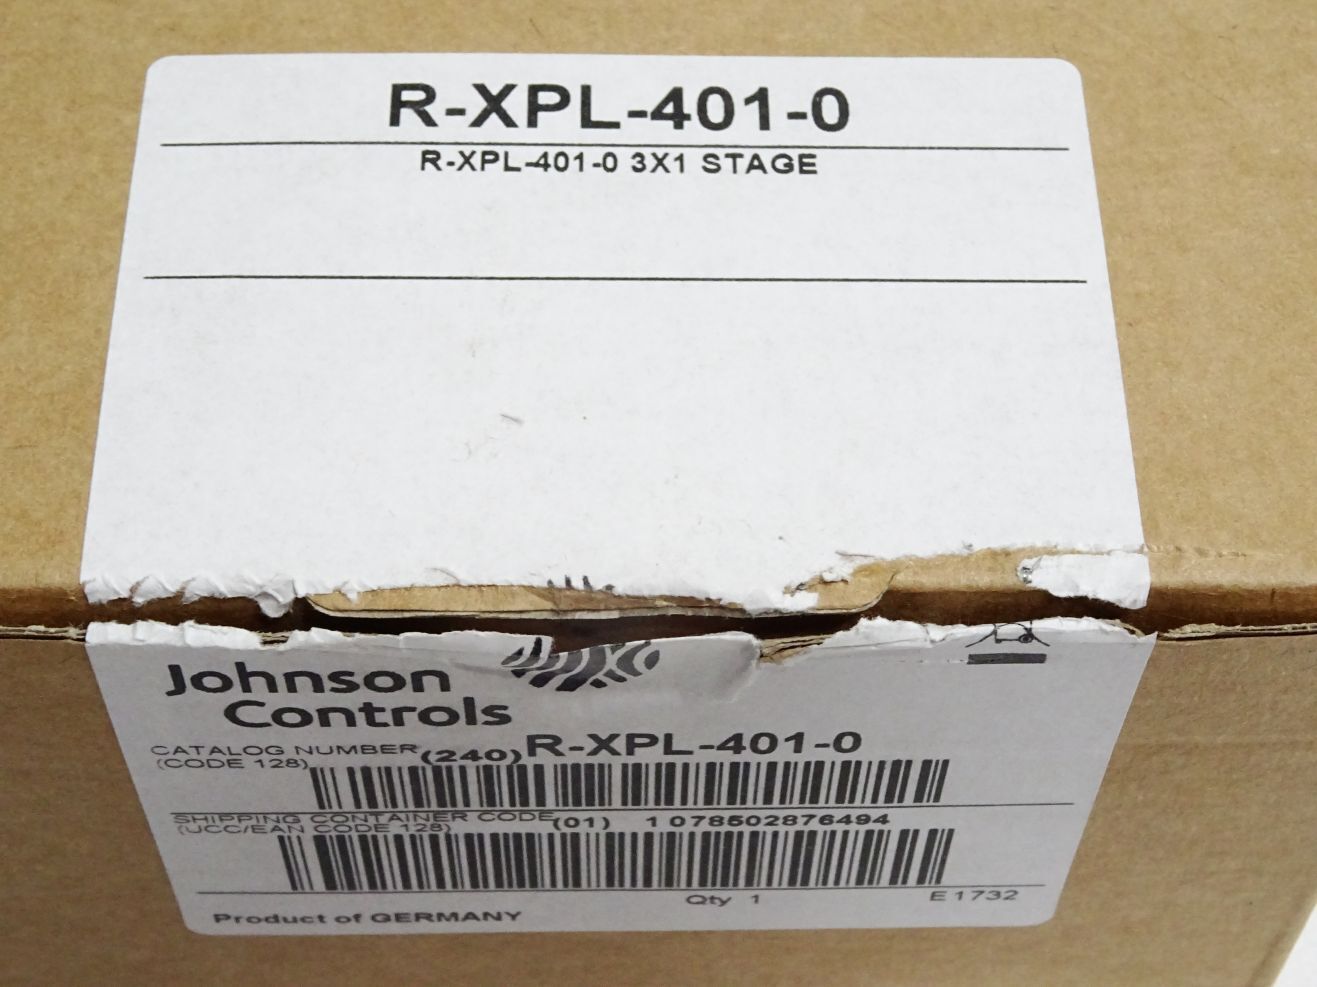 R-XPL-401-0
R-XPL-401-0 3X1 STAGE
Johnson
Controls
CATALOG NUMBER (240) R-XPL-401-0
(CODE 128)
SHIPPING CONTAINER CODE (01) 1 078502876494
(UCC/EAN CODE 128)
Qty 1 E1732
Product of GERMANY